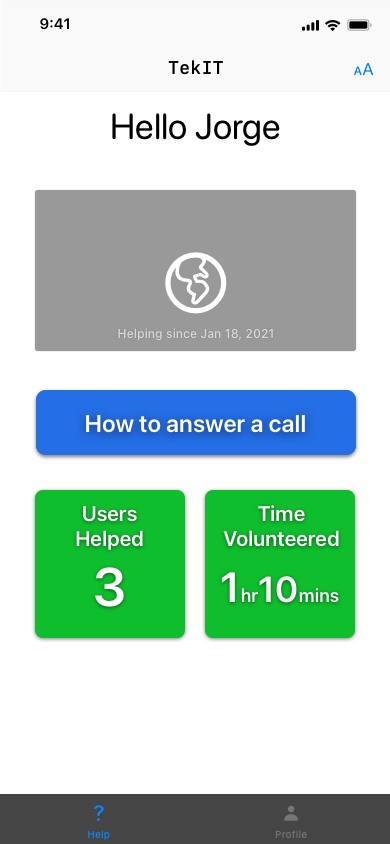 9:41
TekIT
AA
Hello Jorge
Helping since Jan 18, 2021
How to answer a call
Users
Helped
3
Time
Volunteered
1hr10mins
?
Help
Profile